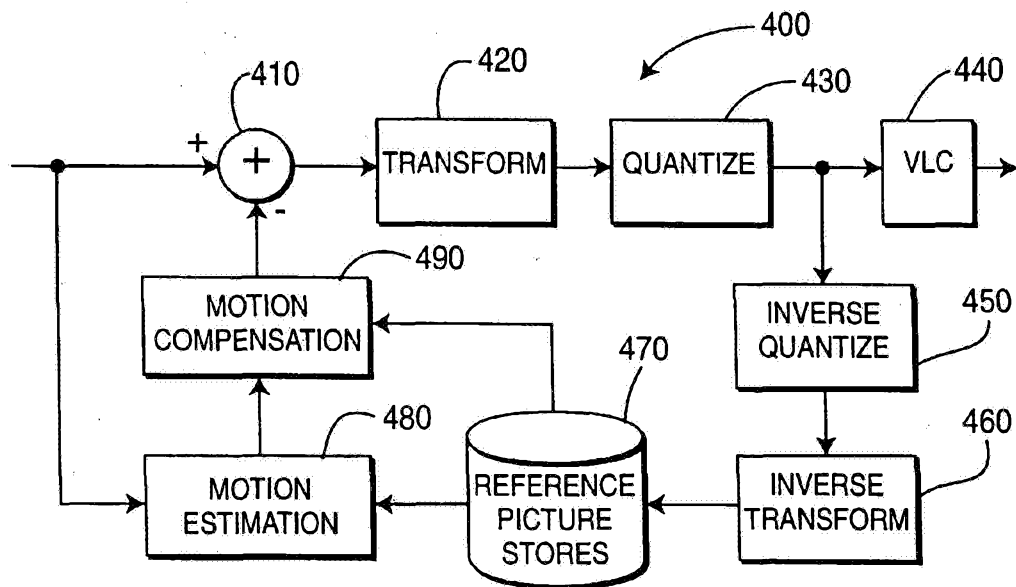 400
410
420
430
440
+
+
-
TRANSFORM
QUANTIZE
VLC
490
MOTION
COMPENSATION
450
INVERSE
QUANTIZE
470
480
460
MOTION
ESTIMATION
REFERENCE
PICTURE
STORES
INVERSE
TRANSFORM